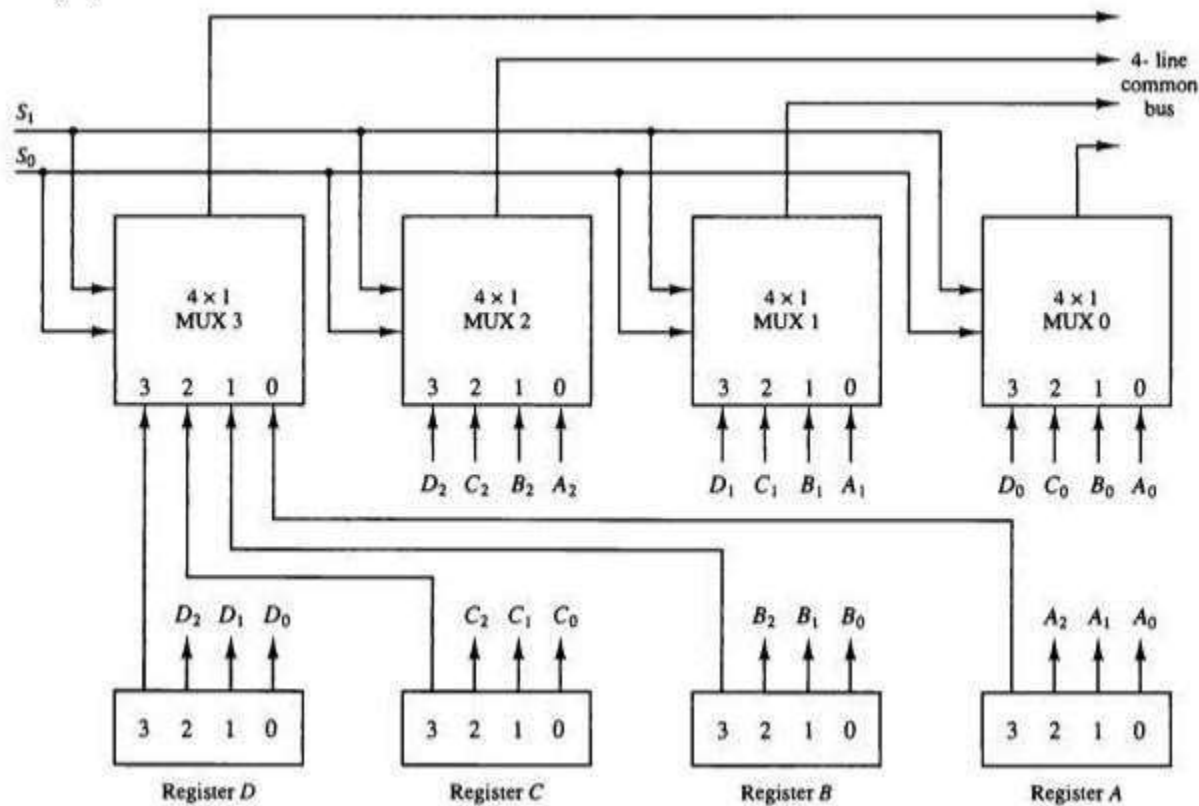 4- line
common
bus
S₁
S₀
4 × 1
MUX 3
3 2 1 0
4 × 1
MUX 2
3 2 1 0
4 × 1
MUX 1
3 2 1 0
4 × 1
MUX 0
3 2 1 0
D₂ C₂ B₂ A₂
D₁ C₁ B₁ A₁
D₀ C₀ B₀ A₀
D₂ D₁ D₀
C₂ C₁ C₀
B₂ B₁ B₀
A₂ A₁ A₀
3 2 1 0
3 2 1 0
3 2 1 0
3 2 1 0
Register D
Register C
Register B
Register A